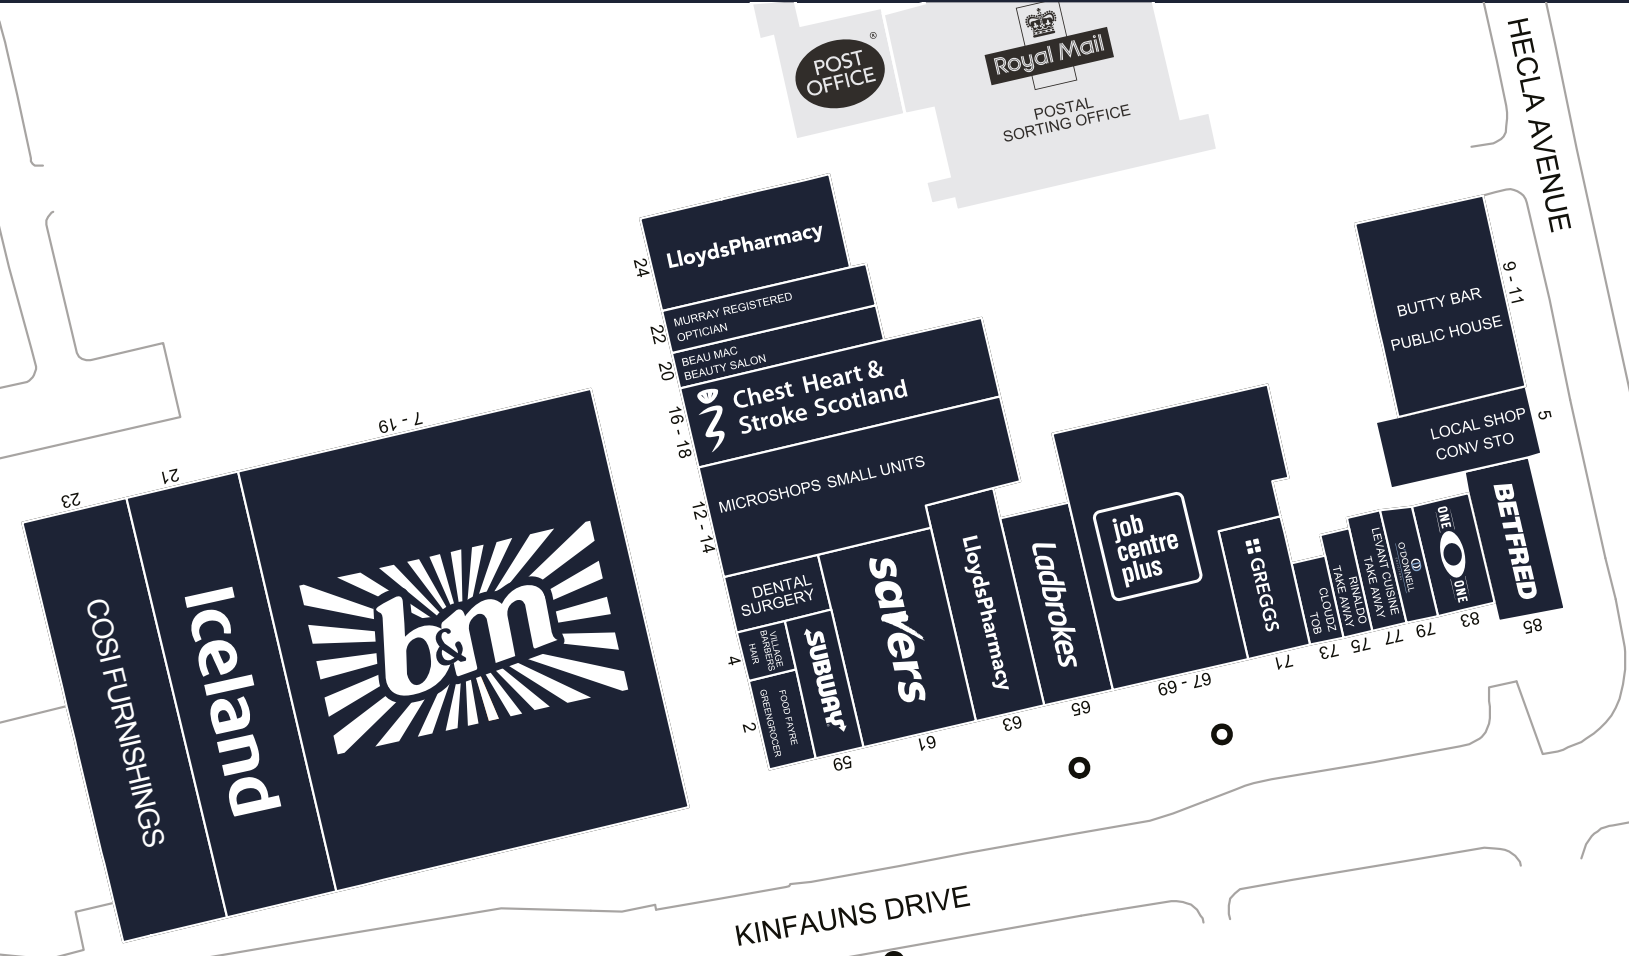 POST
OFFICE
®
Royal Mail
POSTAL
SORTING OFFICE
HECLA AVENUE
24
LloydsPharmacy
22
MURRAY REGISTERED
OPTICIAN
20
BEAU MAC
BEAUTY SALON
16 - 18
Chest Heart &
Stroke Scotland
12 - 14
MICROSHOPS SMALL UNITS
DENTAL
SURGERY
4
VILLAGE
BARBERS
HAIR
2
FOOD FAYRE
GREENGROCER
SUBWAY
59
savers
61
LloydsPharmacy
63
Ladbrokes
65
job
centre
plus
67 - 69
GREGGS
71
CLOUDZ
TOB
73
RINALDO
TAKE AWAY
75
LEVANT CUISINE
TAKE AWAY
77
O'DONNELL
79
ONE
O
ONE
83
BETFRED
85
LOCAL SHOP
CONV STO
5
BUTTY BAR
PUBLIC HOUSE
9 - 11
7 - 19
b&m
21
Iceland
23
COSI FURNISHINGS
KINFAUNS DRIVE